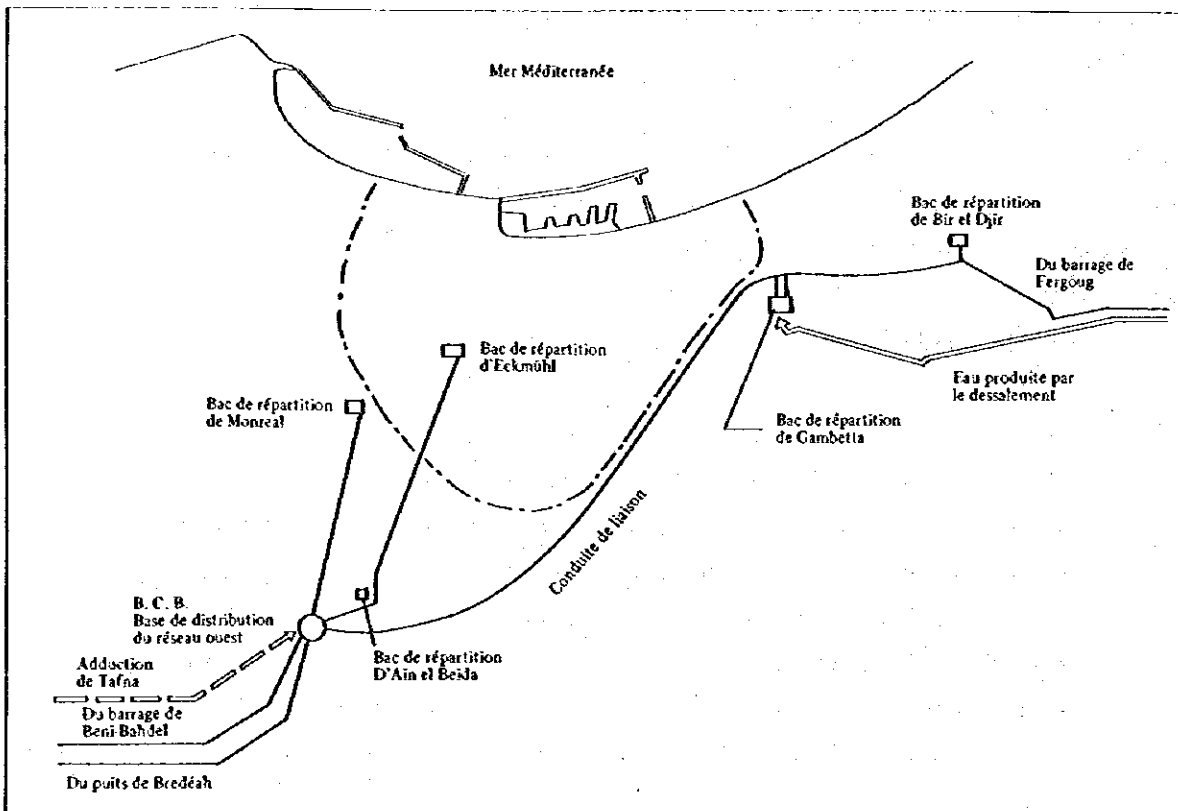 Mer Méditerranée
Bac de répartition
de Bir el Djir
Du barrage de
Fergoug
Bac de répartition
d'Eckmühl
Eau produite par
le dessalement
Bac de répartition
de Monreal
Bac de répartition
de Gambetta
Conduite de liaison
B. C. B.
Base de distribution
du réseau ouest
Bac de répartition
D'Ain el Beida
Adduction
de Tafna
Du barrage de
Beni-Bahdel
Du puits de Bredéah